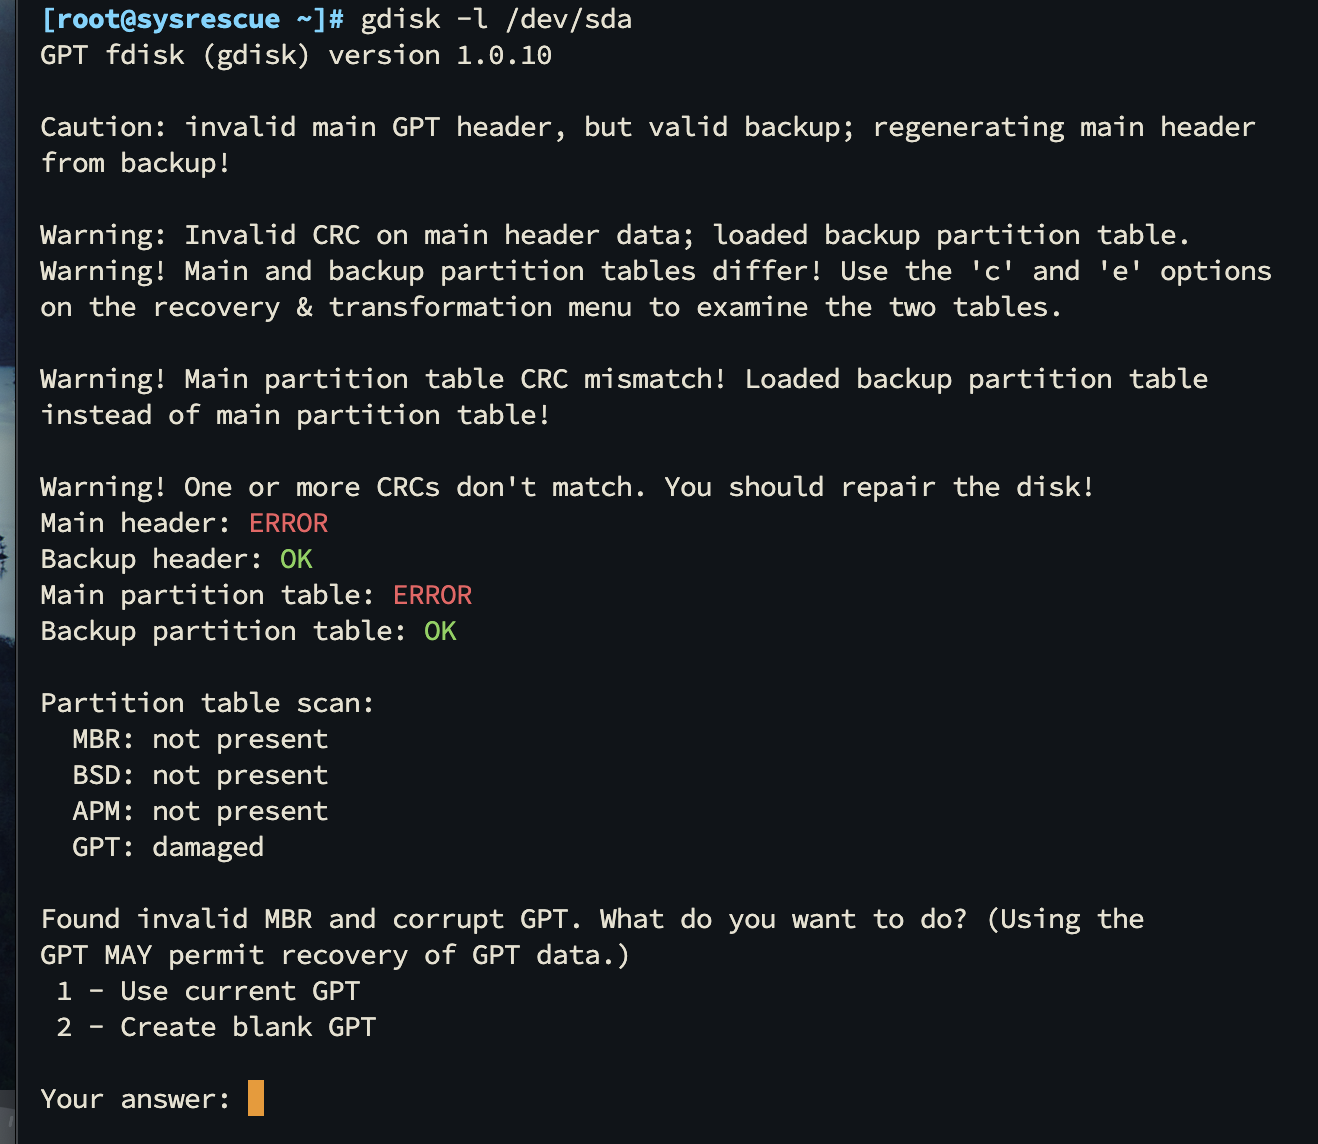 [root@sysrescue ~]# gdisk -l /dev/sda
GPT fdisk (gdisk) version 1.0.10
Caution: invalid main GPT header, but valid backup; regenerating main header
from backup!
Warning: Invalid CRC on main header data; loaded backup partition table.
Warning! Main and backup partition tables differ! Use the 'c' and 'e' options
on the recovery & transformation menu to examine the two tables.
Warning! Main partition table CRC mismatch! Loaded backup partition table
instead of main partition table!
Warning! One or more CRCs don't match. You should repair the disk!
Main header: ERROR
Backup header: OK
Main partition table: ERROR
Backup partition table: OK
Partition table scan:
  MBR: not present
  BSD: not present
  APM: not present
  GPT: damaged
Found invalid MBR and corrupt GPT. What do you want to do? (Using the
GPT MAY permit recovery of GPT data.)
 1 - Use current GPT
 2 - Create blank GPT
Your answer: